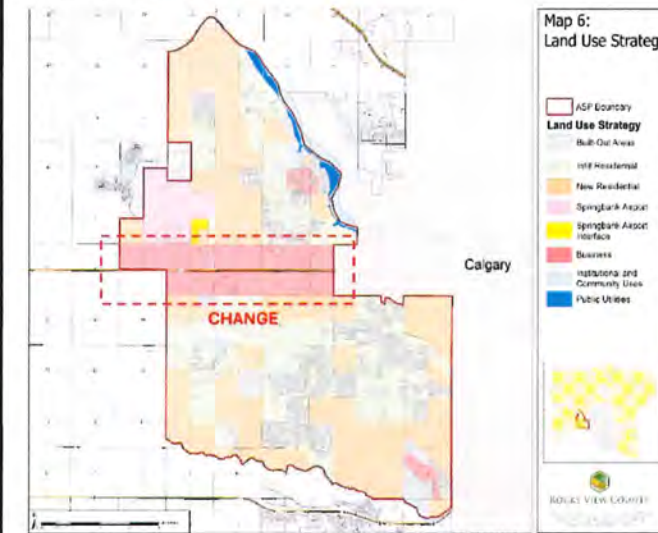 Map 6:
Land Use Strateg
ASP Boundary
Land Use Strategy
Built-Out Areas
Infill Residential
New Residential
Springbank Airport
Springbank Airport
Interface
Business
Institutional and
Community Uses
Public Utilities
Calgary
CHANGE
ROCKY VIEW COUNTY